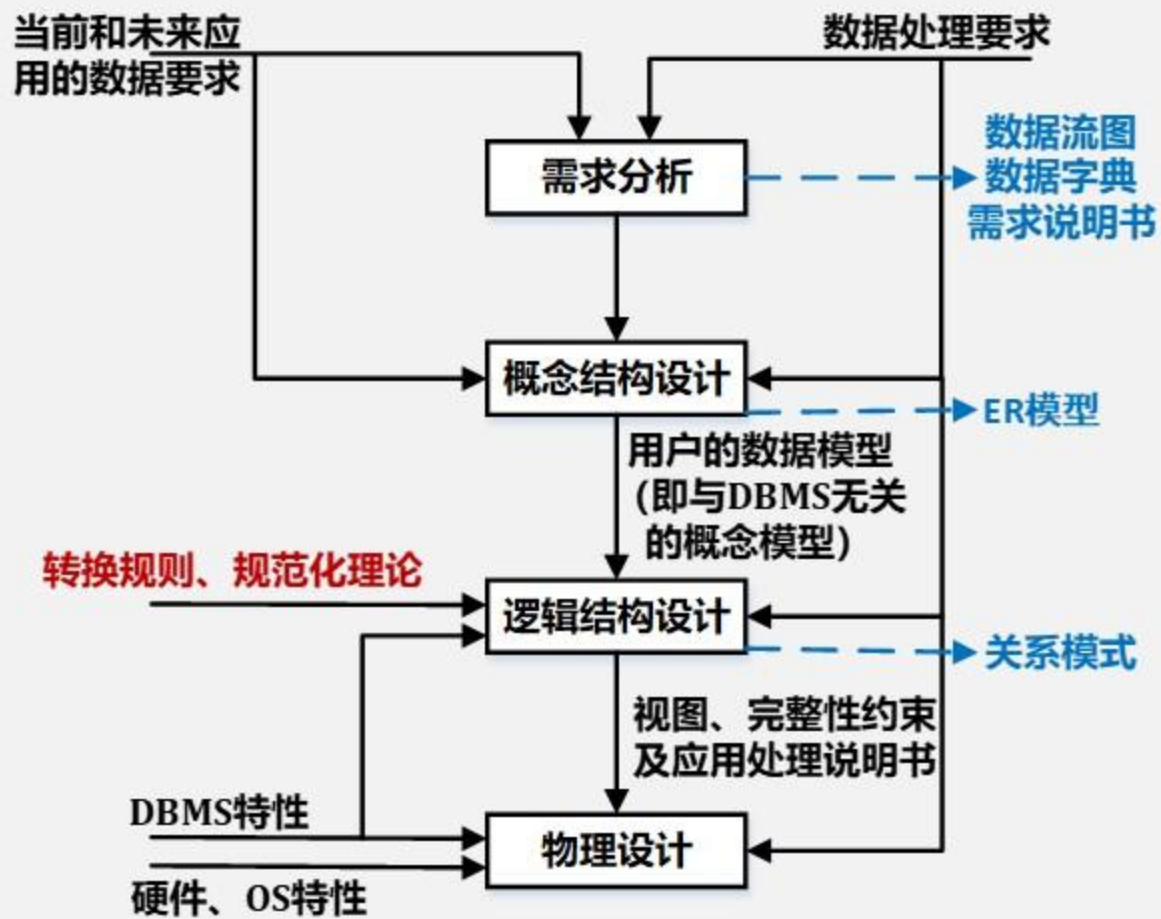 当前和未来应
用的数据要求
数据处理要求
需求分析
数据流图
数据字典
需求说明书
概念结构设计
ER模型
用户的数据模型
（即与DBMS无关
的概念模型）
转换规则、规范化理论
逻辑结构设计
关系模式
视图、完整性约束
及应用处理说明书
DBMS特性
物理设计
硬件、OS特性